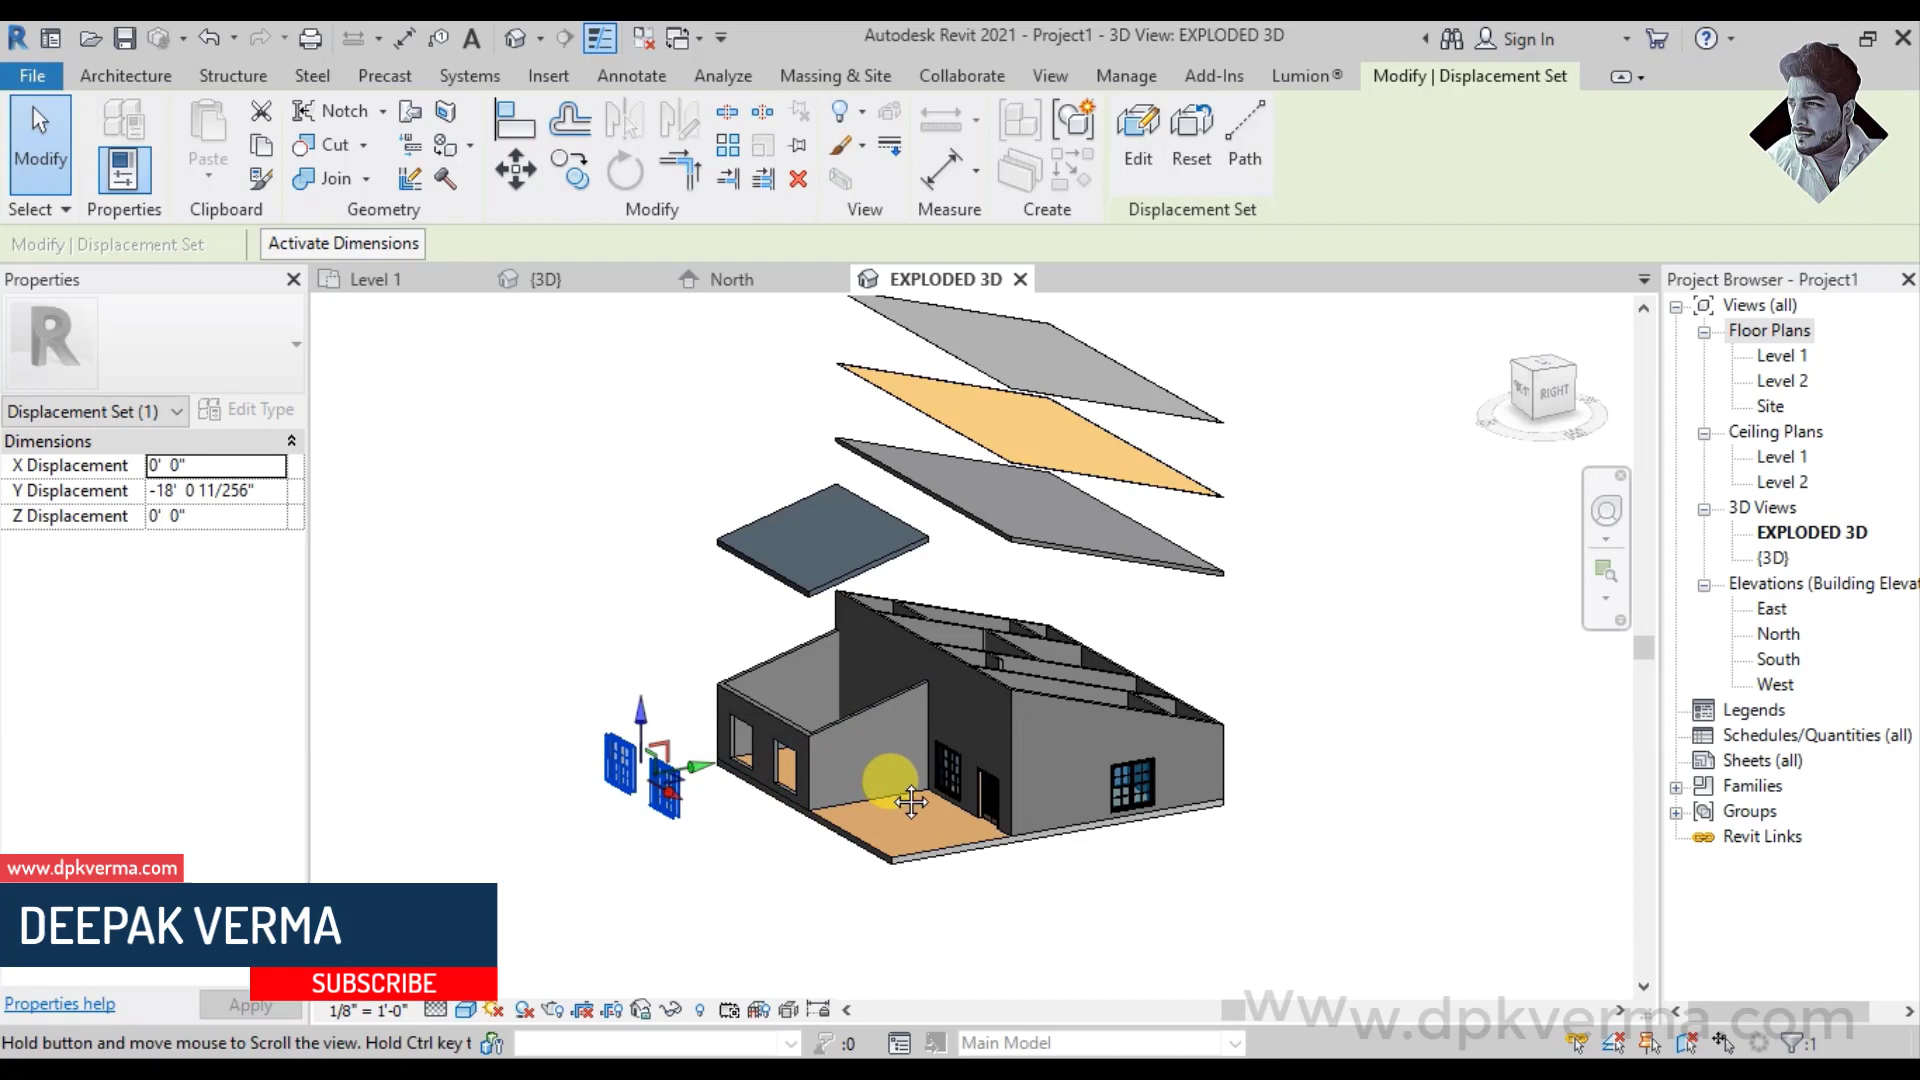 Autodesk Revit 2021 - Project1 - 3D View: EXPLODED 3D
Sign In
File Architecture Structure Steel Precast Systems Insert Annotate Analyze Massing & Site Collaborate View Manage Add-Ins Lumion® Modify | Displacement Set
Modify
Paste
Notch
Cut
Join
Edit Reset Path
Select Properties Clipboard Geometry Modify View Measure Create Displacement Set
Modify | Displacement Set
Activate Dimensions
Properties
Level 1
{3D}
North
EXPLODED 3D
Project Browser - Project1
Displacement Set (1)
Edit Type
Dimensions
X Displacement 0' 0"
Y Displacement -18' 0 11/256"
Z Displacement 0' 0"
RIGHT
Views (all)
Floor Plans
Level 1
Level 2
Site
Ceiling Plans
Level 1
Level 2
3D Views
EXPLODED 3D
{3D}
Elevations (Building Elevat
East
North
South
West
Legends
Schedules/Quantities (all)
Sheets (all)
Families
Groups
Revit Links
www.dpkverma.com
DEEPAK VERMA
SUBSCRIBE
Properties help
Apply
1/8" = 1'-0"
www.dpkverma.com
Hold button and move mouse to Scroll the view. Hold Ctrl key t
:0
Main Model
:1